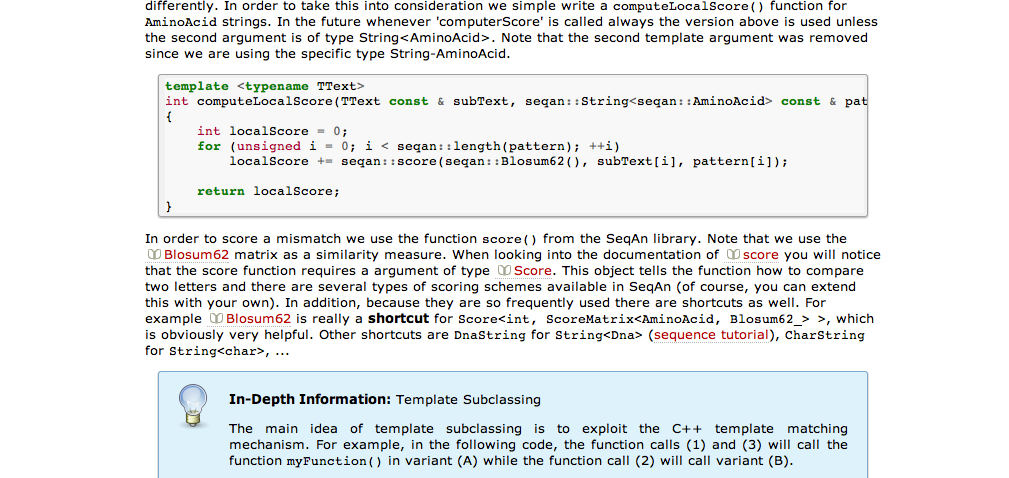 differently. In order to take this into consideration we simple write a computeLocalScore() function for
AminoAcid strings. In the future whenever 'computerScore' is called always the version above is used unless
the second argument is of type String<AminoAcid>. Note that the second template argument was removed
since we are using the specific type String-AminoAcid.
template <typename TText>
int computeLocalScore(TText const & subText, seqan::String<seqan::AminoAcid> const & pat
{
    int localScore = 0;
    for (unsigned i = 0; i < seqan::length(pattern); ++i)
        localScore += seqan::score(seqan::Blosum62(), subText[i], pattern[i]);
    return localScore;
}
In order to score a mismatch we use the function score() from the SeqAn library. Note that we use the
Blosum62 matrix as a similarity measure. When looking into the documentation of score you will notice
that the score function requires a argument of type Score. This object tells the function how to compare
two letters and there are several types of scoring schemes available in SeqAn (of course, you can extend
this with your own). In addition, because they are so frequently used there are shortcuts as well. For
example Blosum62 is really a shortcut for Score<int, ScoreMatrix<AminoAcid, Blosum62_> >, which
is obviously very helpful. Other shortcuts are DnaString for String<Dna> (sequence tutorial), CharString
for String<char>, ...
In-Depth Information: Template Subclassing
The main idea of template subclassing is to exploit the C++ template matching
mechanism. For example, in the following code, the function calls (1) and (3) will call the
function myFunction() in variant (A) while the function call (2) will call variant (B).